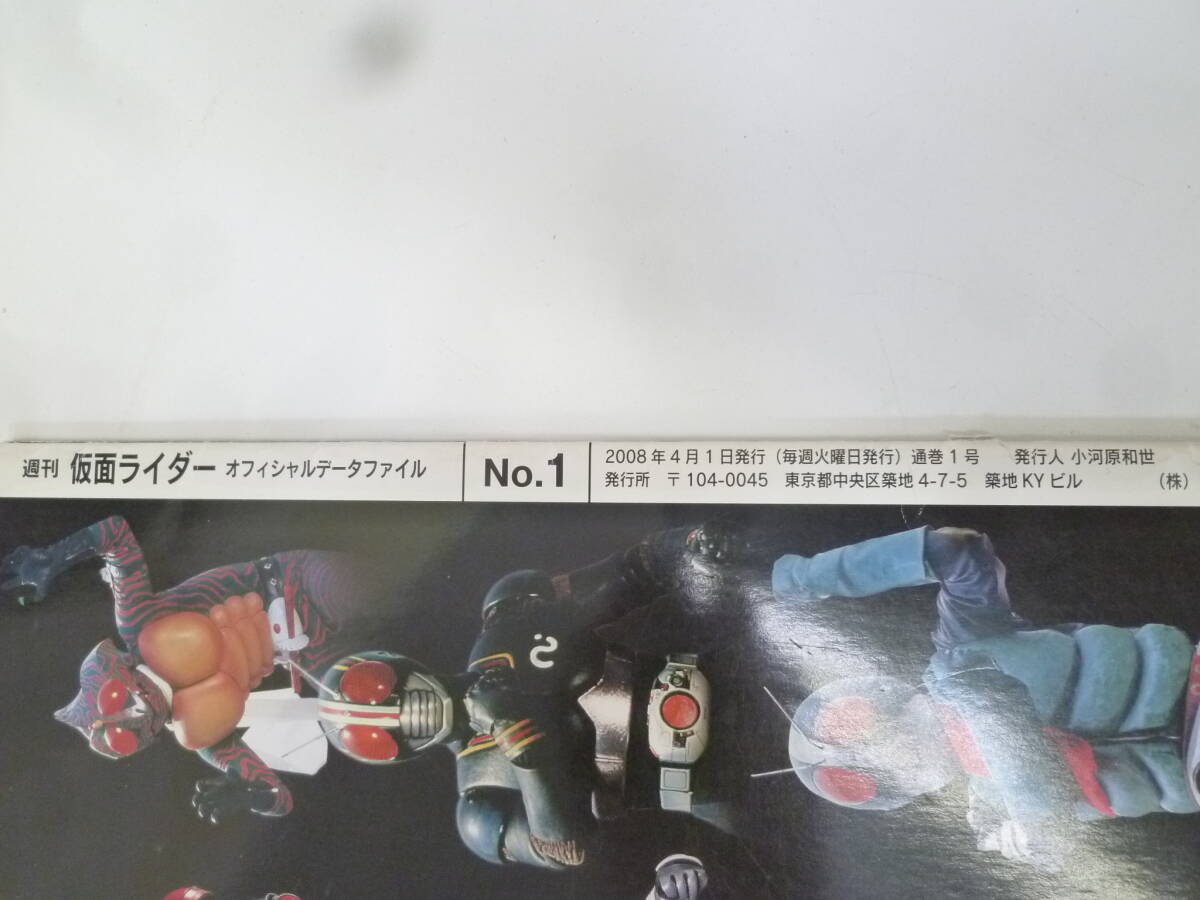 週刊 仮面ライダー オフィシャルデータファイル
No.1
2008年4月1日発行（毎週火曜日発行）通巻1号　発行人 小河原和世
発行所　〒104-0045　東京都中央区築地4-7-5　築地KYビル　（株）